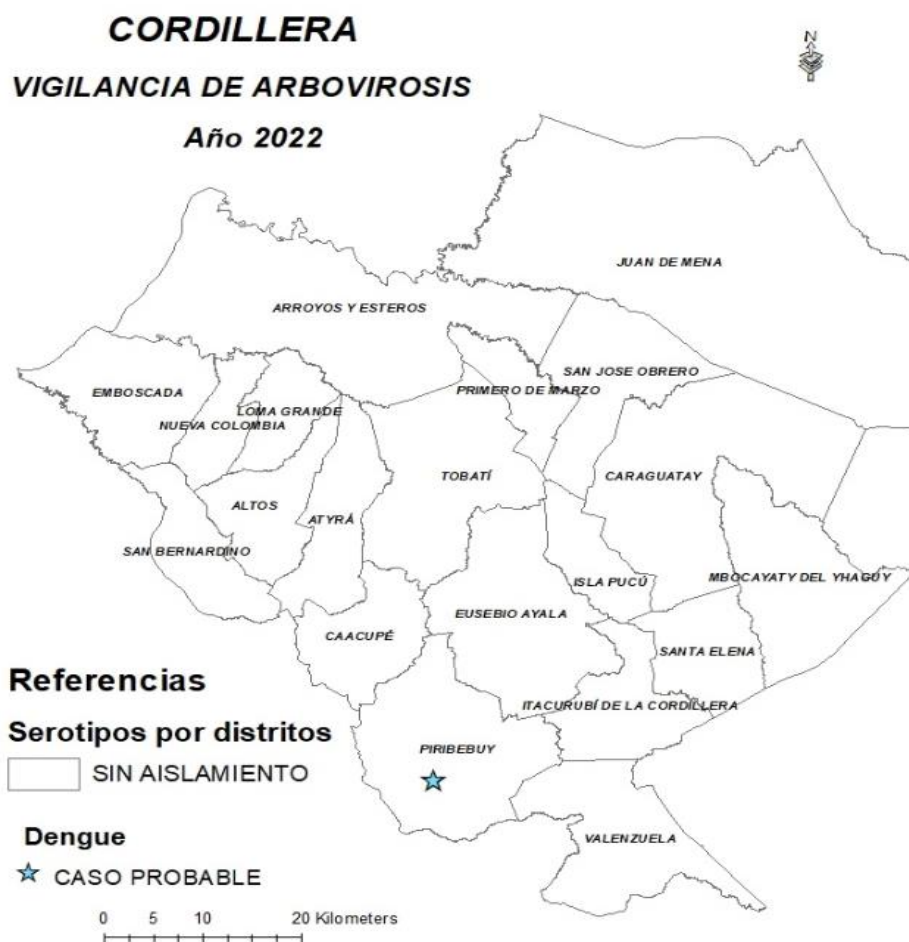 CORDILLERA
VIGILANCIA DE ARBOVIROSIS
Año 2022
N
JUAN DE MENA
ARROYOS Y ESTEROS
SAN JOSE OBRERO
EMBOSCADA
PRIMERO DE MARZO
LOMA GRANDE
NUEVA COLOMBIA
TOBATÍ
CARAGUATAY
ALTOS
ATYRÁ
SAN BERNARDINO
ISLA PUCÚ
MBOCAYATY DEL YHAGUY
EUSEBIO AYALA
CAACUPÉ
SANTA ELENA
ITACURUBÍ DE LA CORDILLERA
PIRIBEBUY
VALENZUELA
Referencias
Serotipos por distritos
SIN AISLAMIENTO
Dengue
CASO PROBABLE
0 5 10 20 Kilometers